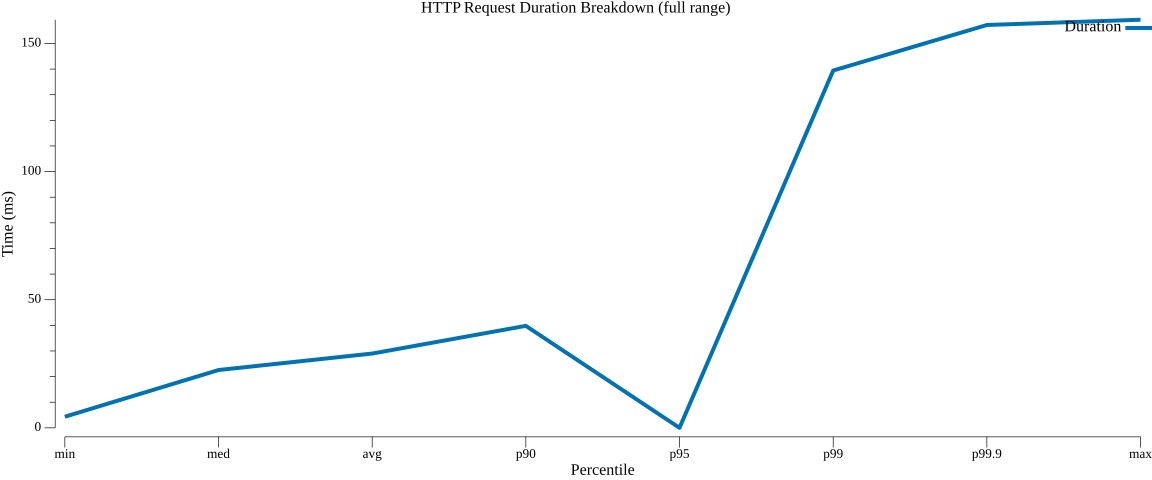 HTTP Request Duration Breakdown (full range)
Duration
150
100
50
0
Time (ms)
min med avg p90 p95 p99 p99.9 max
Percentile